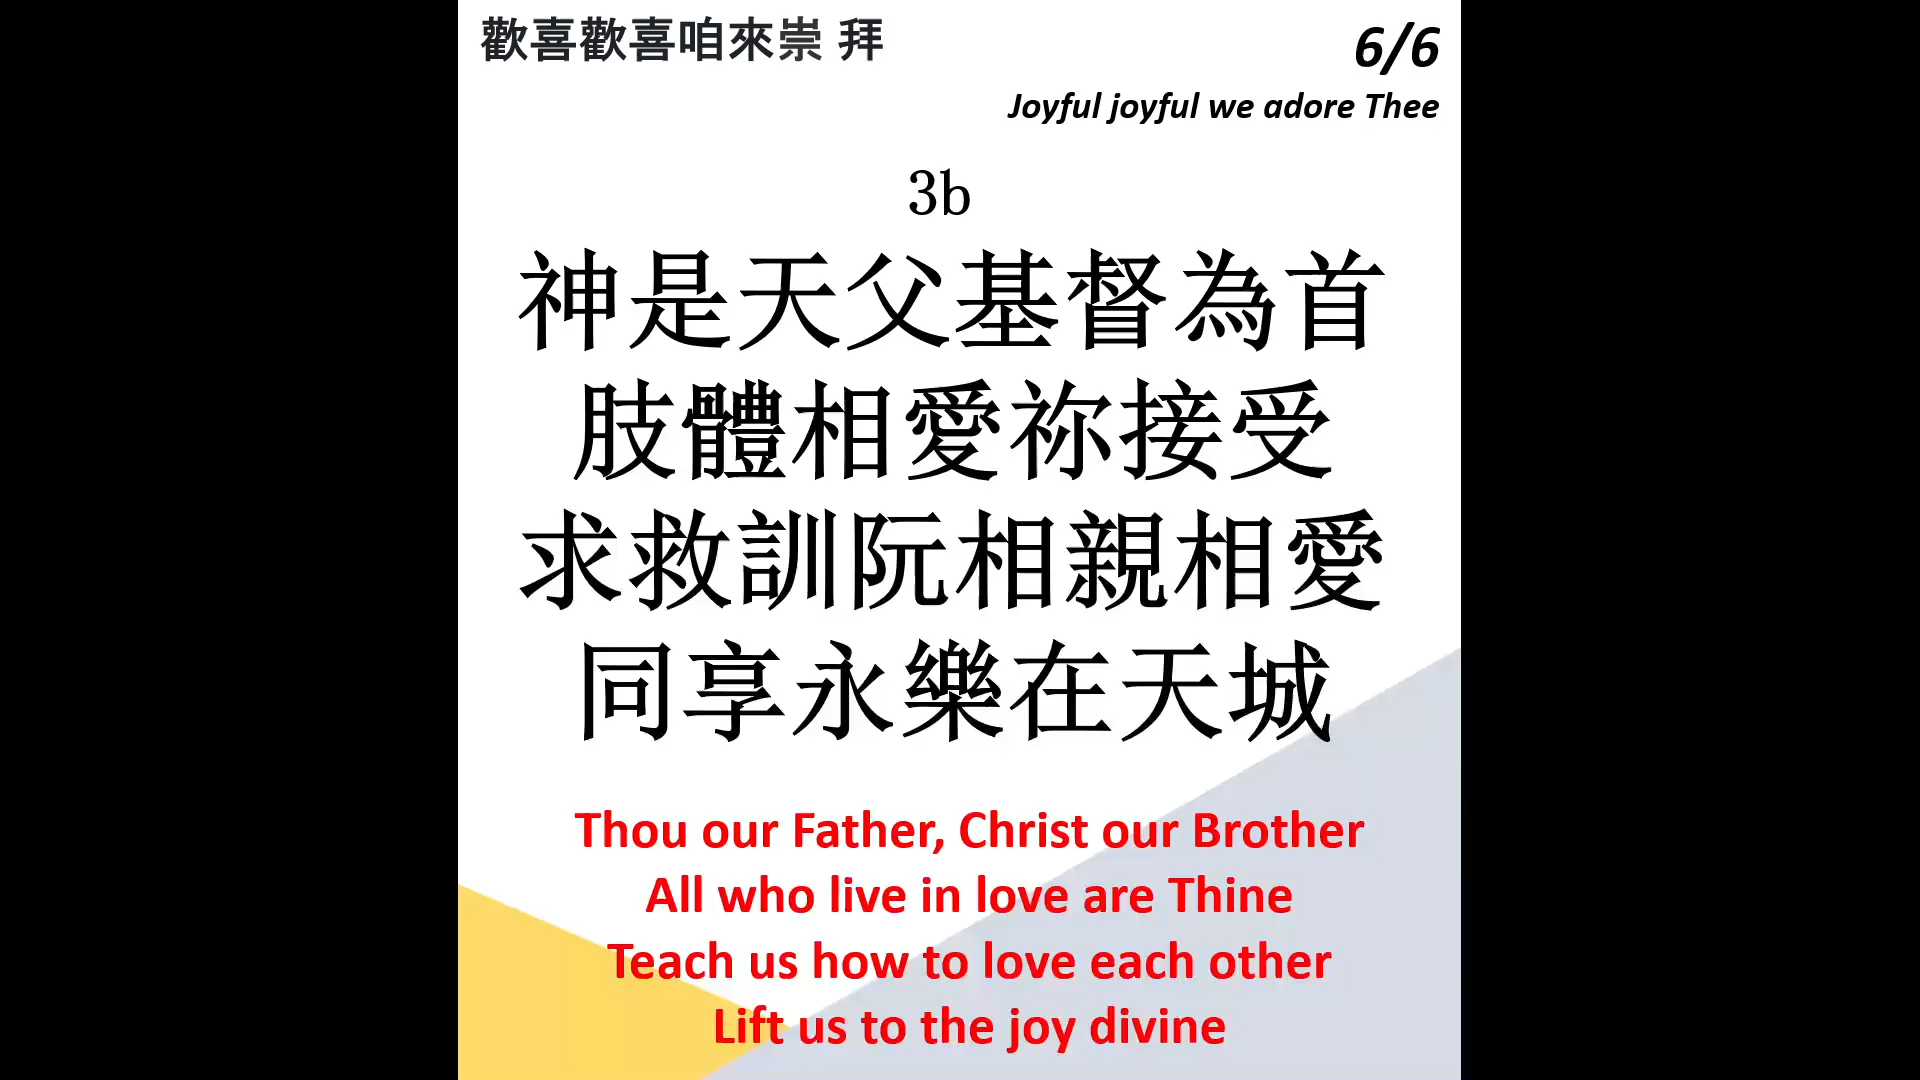 歡喜歡喜咱來崇 拜
6/6
Joyful joyful we adore Thee
3b
神是天父基督為首
肢體相愛祢接受
求救訓阮相親相愛
同享永樂在天城
Thou our Father, Christ our Brother
All who live in love are Thine
Teach us how to love each other
Lift us to the joy divine